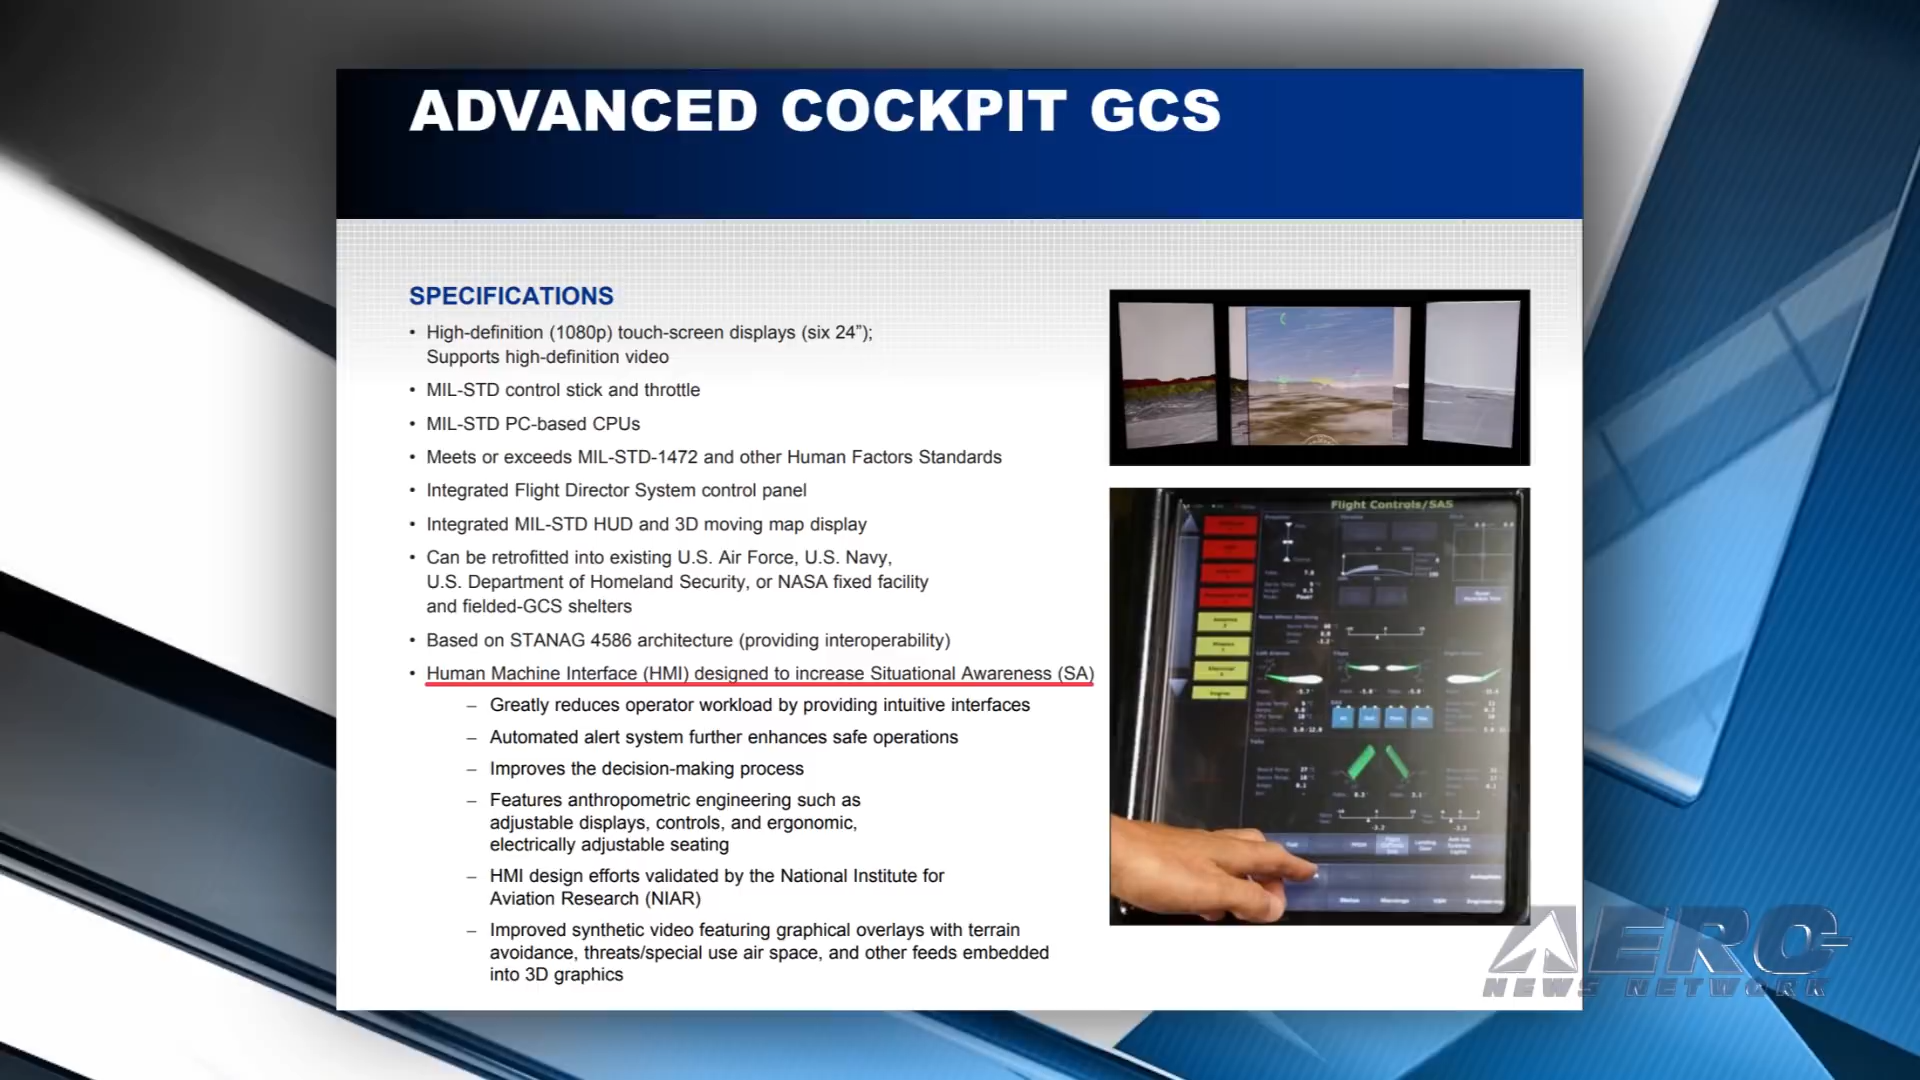 ADVANCED COCKPIT GCS
SPECIFICATIONS
• High-definition (1080p) touch-screen displays (six 24”);
Supports high-definition video
• MIL-STD control stick and throttle
• MIL-STD PC-based CPUs
• Meets or exceeds MIL-STD-1472 and other Human Factors Standards
• Integrated Flight Director System control panel
• Integrated MIL-STD HUD and 3D moving map display
• Can be retrofitted into existing U.S. Air Force, U.S. Navy,
U.S. Department of Homeland Security, or NASA fixed facility
and fielded-GCS shelters
• Based on STANAG 4586 architecture (providing interoperability)
• Human Machine Interface (HMI) designed to increase Situational Awareness (SA)
– Greatly reduces operator workload by providing intuitive interfaces
– Automated alert system further enhances safe operations
– Improves the decision-making process
– Features anthropometric engineering such as
adjustable displays, controls, and ergonomic,
electrically adjustable seating
– HMI design efforts validated by the National Institute for
Aviation Research (NIAR)
– Improved synthetic video featuring graphical overlays with terrain
avoidance, threats/special use air space, and other feeds embedded
into 3D graphics
Flight Controls/SAS
AERO
NEWS NETWORK